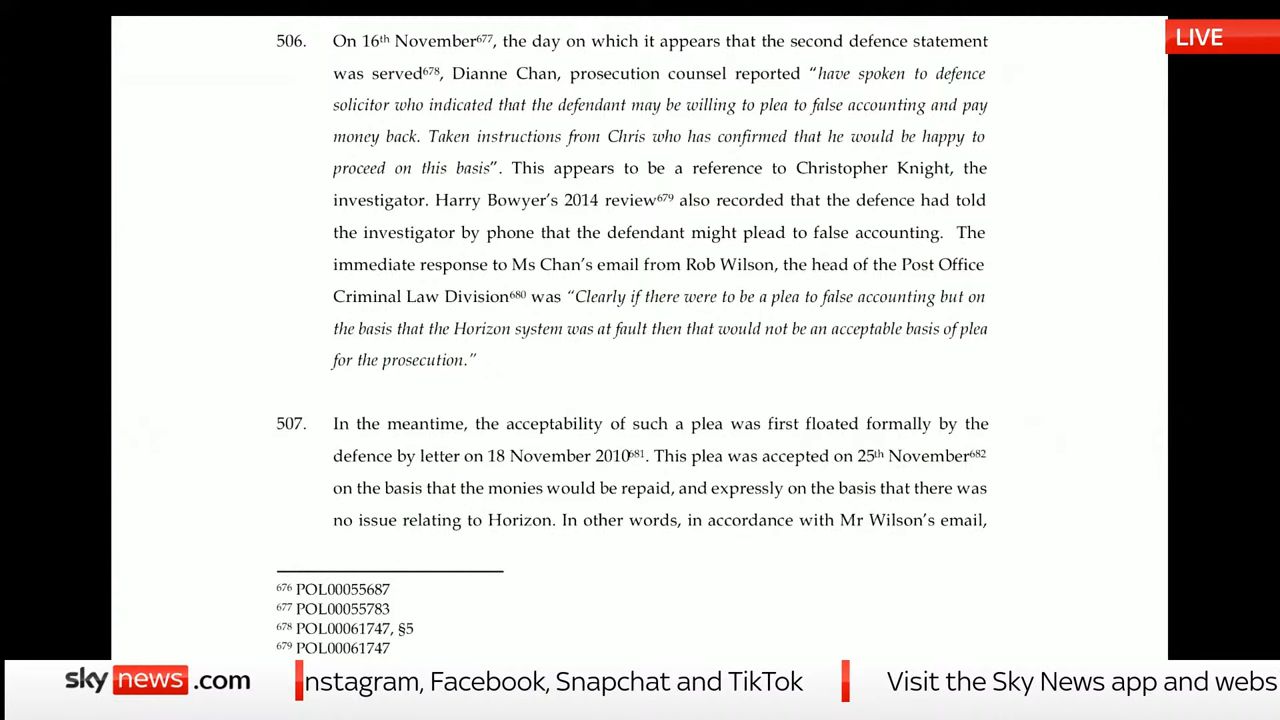 LIVE
506. On 16th November677, the day on which it appears that the second defence statement
was served678, Dianne Chan, prosecution counsel reported “have spoken to defence
solicitor who indicated that the defendant may be willing to plea to false accounting and pay
money back. Taken instructions from Chris who has confirmed that he would be happy to
proceed on this basis”. This appears to be a reference to Christopher Knight, the
investigator. Harry Bowyer’s 2014 review679 also recorded that the defence had told
the investigator by phone that the defendant might plead to false accounting. The
immediate response to Ms Chan’s email from Rob Wilson, the head of the Post Office
Criminal Law Division680 was “Clearly if there were to be a plea to false accounting but on
the basis that the Horizon system was at fault then that would not be an acceptable basis of plea
for the prosecution.”
507. In the meantime, the acceptability of such a plea was first floated formally by the
defence by letter on 18 November 2010681. This plea was accepted on 25th November682
on the basis that the monies would be repaid, and expressly on the basis that there was
no issue relating to Horizon. In other words, in accordance with Mr Wilson’s email,
676 POL00055687
677 POL00055783
678 POL00061747, §5
679 POL00061747
sky news.com nstagram, Facebook, Snapchat and TikTok Visit the Sky News app and webs